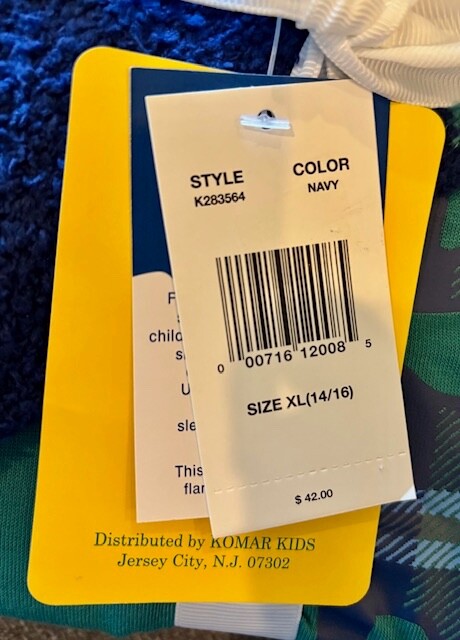 STYLE
K283564
COLOR
NAVY
0 00716 12008 5
SIZE XL(14/16)
$ 42.00
This
Distributed by KOMAR KIDS
Jersey City, N.J. 07302